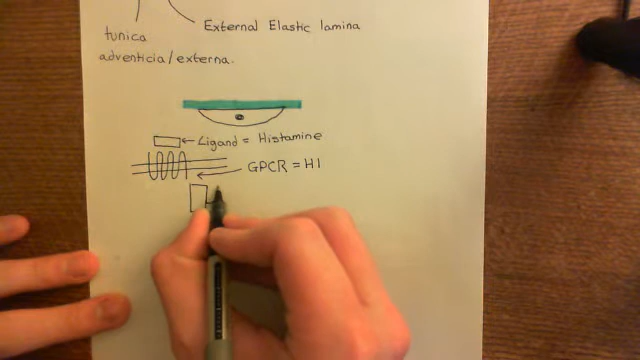 External Elastic lamina
tunica
adventicia/externa.
Ligand = Histamine
GPCR = H1